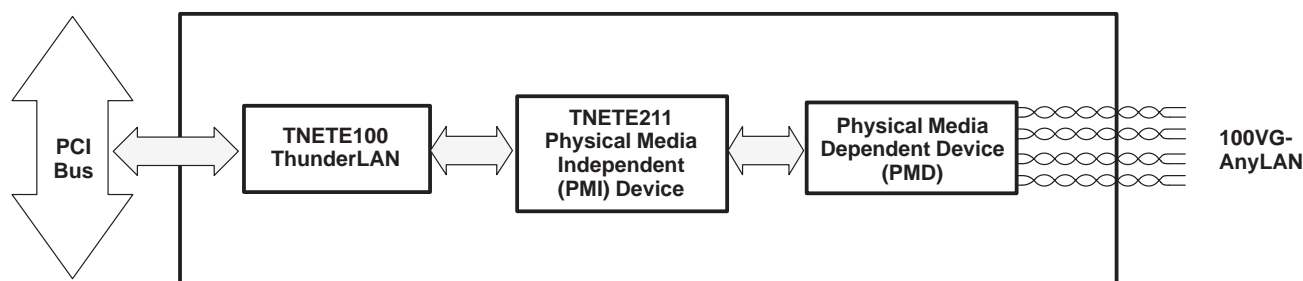 PCI
Bus
TNETE100
ThunderLAN
TNETE211
Physical Media
Independent
(PMI) Device
Physical Media
Dependent Device
(PMD)
100VG-
AnyLAN